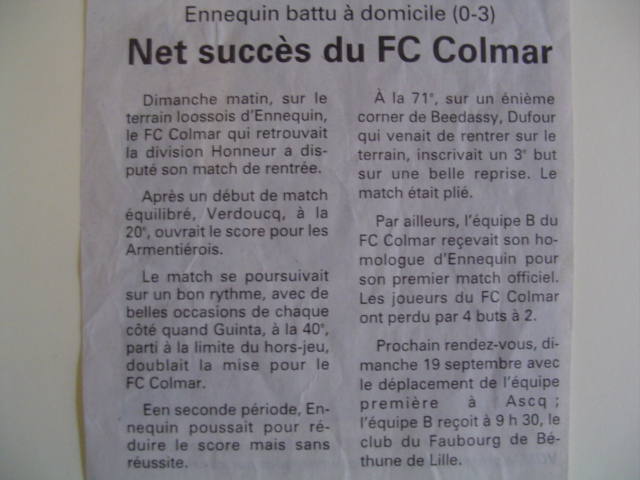 Ennequin battu à domicile (0-3)
Net succès du FC Colmar
Dimanche matin, sur le
terrain loossois d'Ennequin,
le FC Colmar qui retrouvait
la division Honneur a dis-
puté son match de rentrée.
Après un début de match
équilibré, Verdoucq, à la
20e, ouvrait le score pour les
Armentiérois.
Le match se poursuivait
sur un bon rythme, avec de
belles occasions de chaque
côté quand Guinta, à la 40e,
parti à la limite du hors-jeu,
doublait la mise pour le
FC Colmar.
Een seconde période, En-
nequin poussait pour ré-
duire le score mais sans
réussite.
À la 71e, sur un énième
corner de Beedassy, Dufour
qui venait de rentrer sur le
terrain, inscrivait un 3e but
sur une belle reprise. Le
match était plié.
Par ailleurs, l'équipe B du
FC Colmar reçevait son ho-
mologue d'Ennequin pour
son premier match officiel.
Les joueurs du FC Colmar
ont perdu par 4 buts à 2.
Prochain rendez-vous, di-
manche 19 septembre avec
le déplacement de l'équipe
première à Ascq ;
l'équipe B reçoit à 9 h 30, le
club du Faubourg de Bé-
thune de Lille.